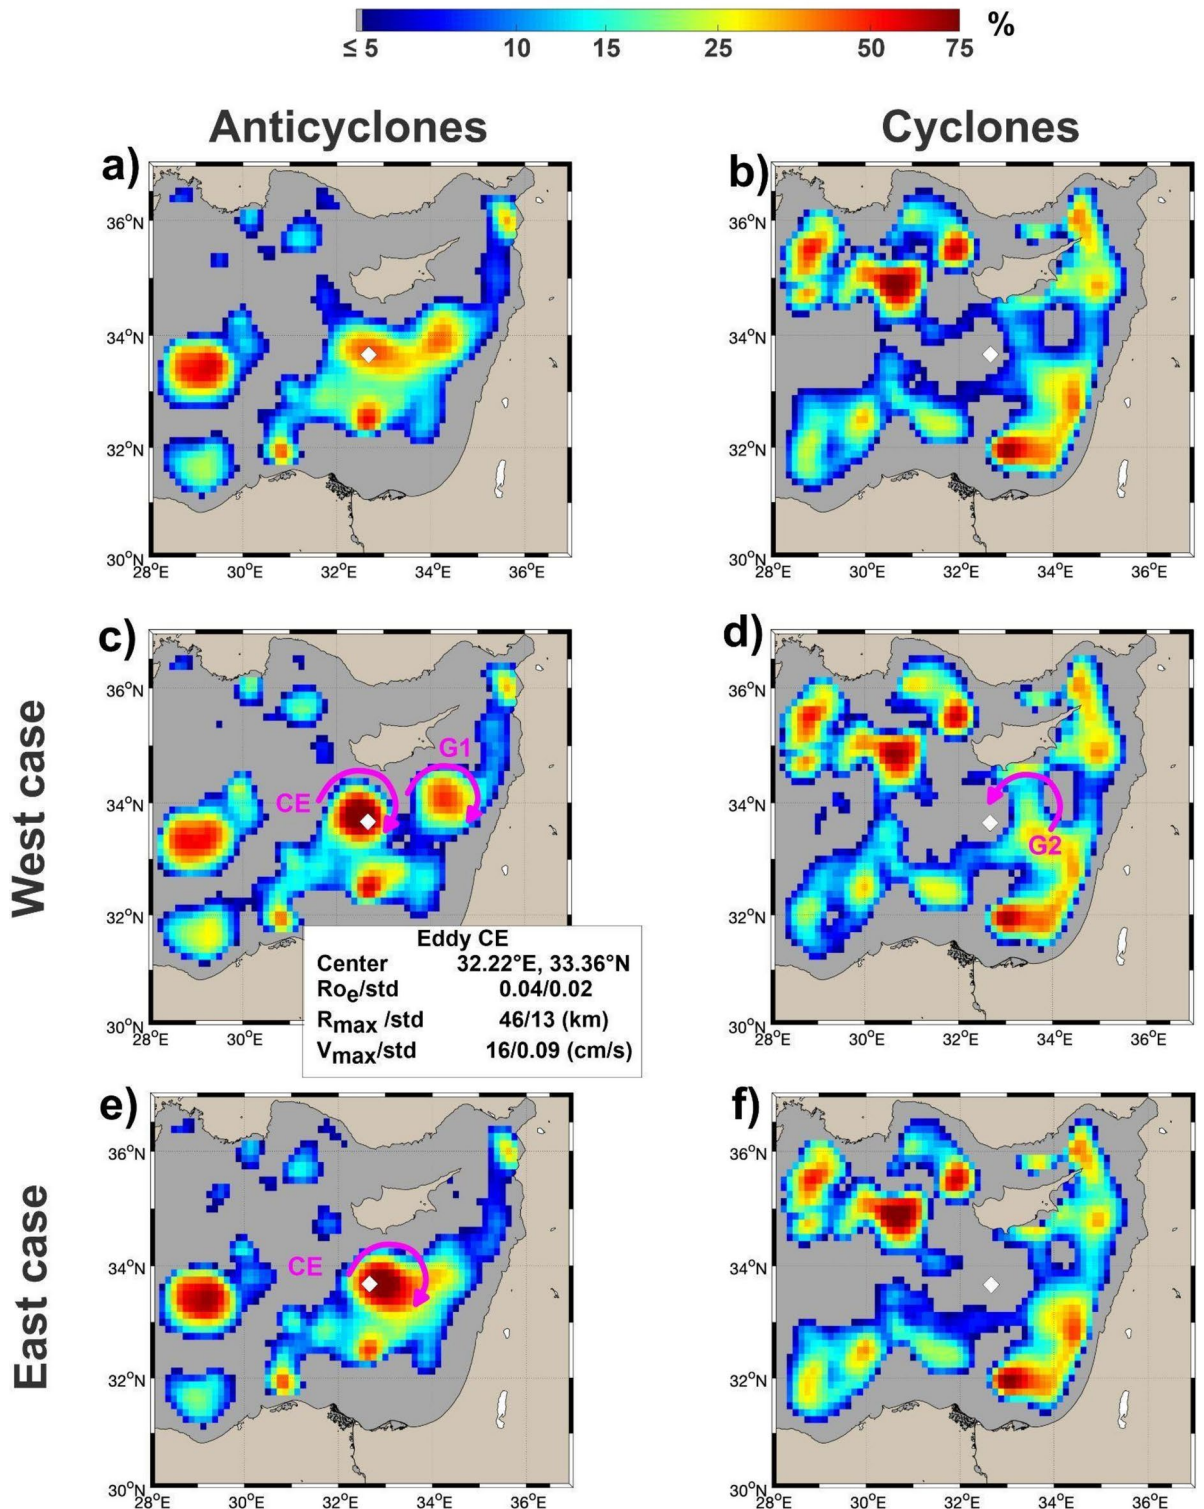 ≤ 5 10 15 25 50 75 %
Anticyclones Cyclones
a) b)
36°N 36°N
34°N 34°N
32°N 32°N
30°N 30°N
28°E 30°E 32°E 34°E 36°E 28°E 30°E 32°E 34°E 36°E
West case
c) d)
36°N 36°N
G1
CE
34°N 34°N
G2
32°N 32°N
30°N 30°N
28°E 30°E 32°E 34°E 36°E 28°E 30°E 32°E 34°E 36°E
Eddy CE
Center 32.22°E, 33.36°N
Roe/std 0.04/0.02
Rmax /std 46/13 (km)
Vmax/std 16/0.09 (cm/s)
East case
e) f)
36°N 36°N
CE
34°N 34°N
32°N 32°N
30°N 30°N
28°E 30°E 32°E 34°E 36°E 28°E 30°E 32°E 34°E 36°E